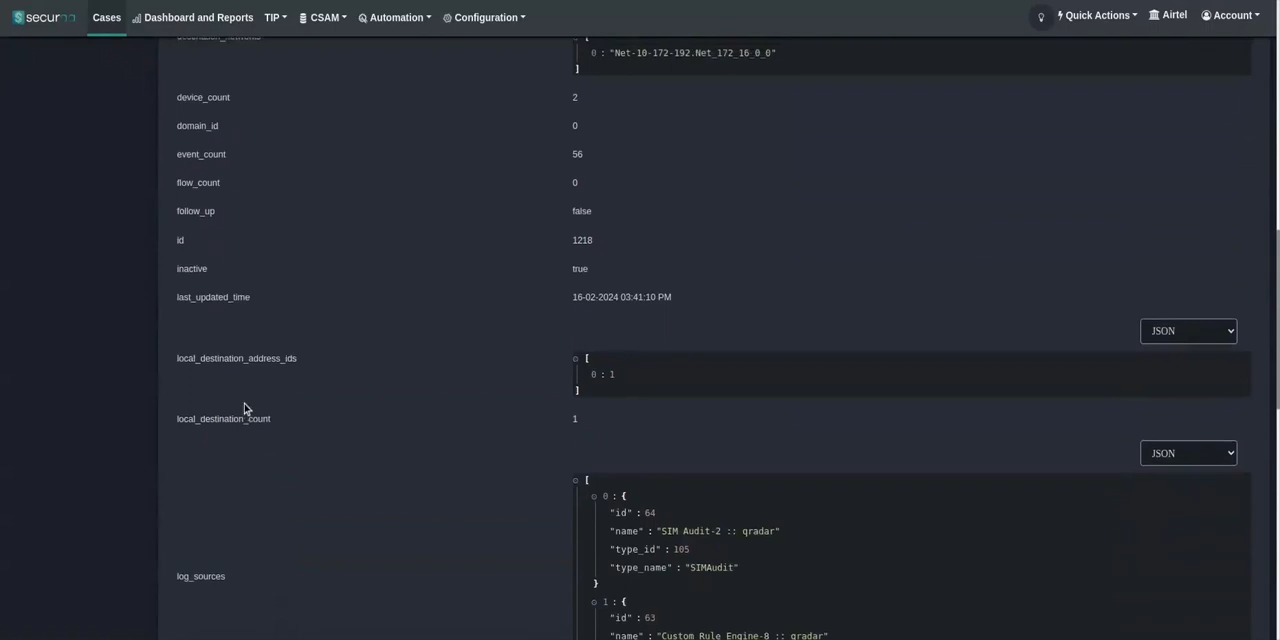 securaa Cases Dashboard and Reports TIP CSAM Automation Configuration Quick Actions Airtel Account
destination_networks [
0 : "Net-10-172-192.Net_172_16_0_0"
]
device_count 2
domain_id 0
event_count 56
flow_count 0
follow_up false
id 1218
inactive true
last_updated_time 16-02-2024 03:41:10 PM
JSON
local_destination_address_ids [
0 : 1
]
local_destination_count 1
JSON
[
0 : {
"id" : 64
"name" : "SIM Audit-2 :: qradar"
"type_id" : 105
"type_name" : "SIMAudit"
log_sources }
1 : {
"id" : 63
"name" : "Custom Rule Engine-8 :: qradar"